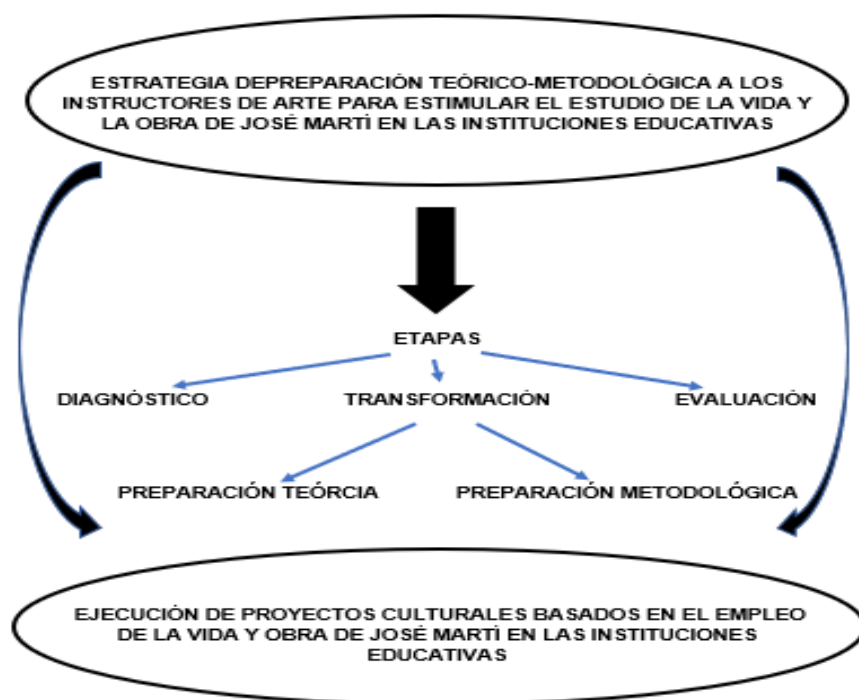 ESTRATEGIA DEPREPARACIÓN TEÓRICO-METODOLÓGICA A LOS
INSTRUCTORES DE ARTE PARA ESTIMULAR EL ESTUDIO DE LA VIDA Y
LA OBRA DE JOSÉ MARTÌ EN LAS INSTITUCIONES EDUCATIVAS
ETAPAS
DIAGNÓSTICO TRANSFORMACIÓN EVALUACIÓN
PREPARACIÓN TEÓRCIA PREPARACIÓN METODOLÓGICA
EJECUCIÓN DE PROYECTOS CULTURALES BASADOS EN EL EMPLEO
DE LA VIDA Y OBRA DE JOSÉ MARTÍ EN LAS INSTITUCIONES
EDUCATIVAS